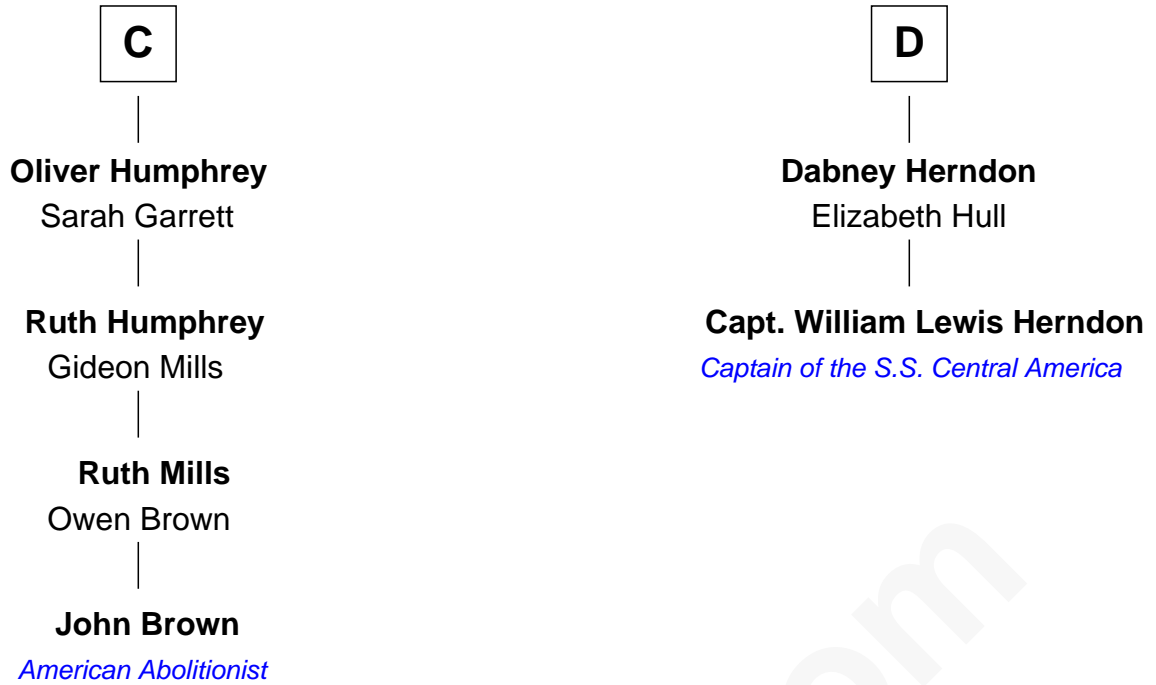 C
Oliver Humphrey
Sarah Garrett
Ruth Humphrey
Gideon Mills
Ruth Mills
Owen Brown
John Brown
American Abolitionist
D
Dabney Herndon
Elizabeth Hull
Capt. William Lewis Herndon
Captain of the S.S. Central America
om